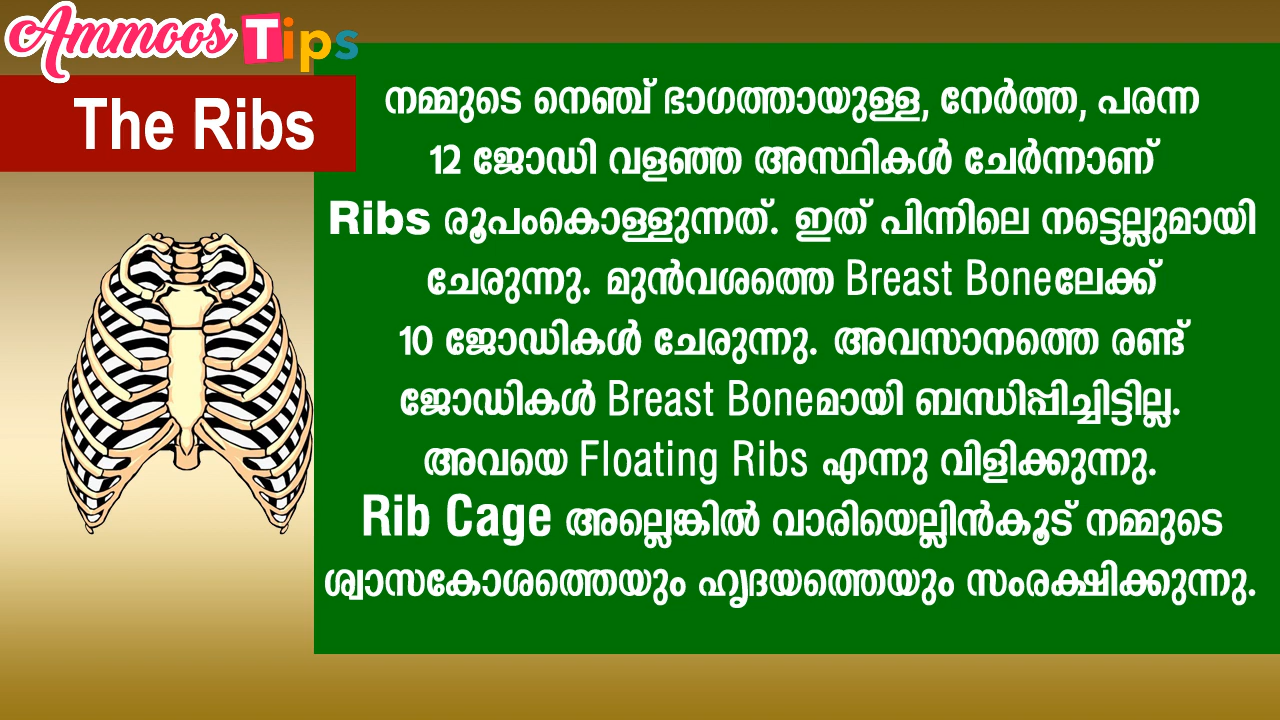 Ammoos Tips
The Ribs
നമ്മുടെ നെഞ്ച് ഭാഗത്തായുള്ള, നേർത്ത, പരന്ന
12 ജോഡി വളഞ്ഞ അസ്ഥികൾ ചേർന്നാണ്
Ribs രൂപംകൊള്ളുന്നത്. ഇത് പിന്നിലെ നട്ടെല്ലുമായി
ചേരുന്നു. മുൻവശത്തെ Breast Boneലേക്ക്
10 ജോഡികൾ ചേരുന്നു. അവസാനത്തെ രണ്ട്
ജോഡികൾ Breast Boneമായി ബന്ധിപ്പിച്ചിട്ടില്ല.
അവയെ Floating Ribs എന്നു വിളിക്കുന്നു.
Rib Cage അല്ലെങ്കിൽ വാരിയെല്ലിൻകൂട് നമ്മുടെ
ശ്വാസകോശത്തെയും ഹൃദയത്തെയും സംരക്ഷിക്കുന്നു.